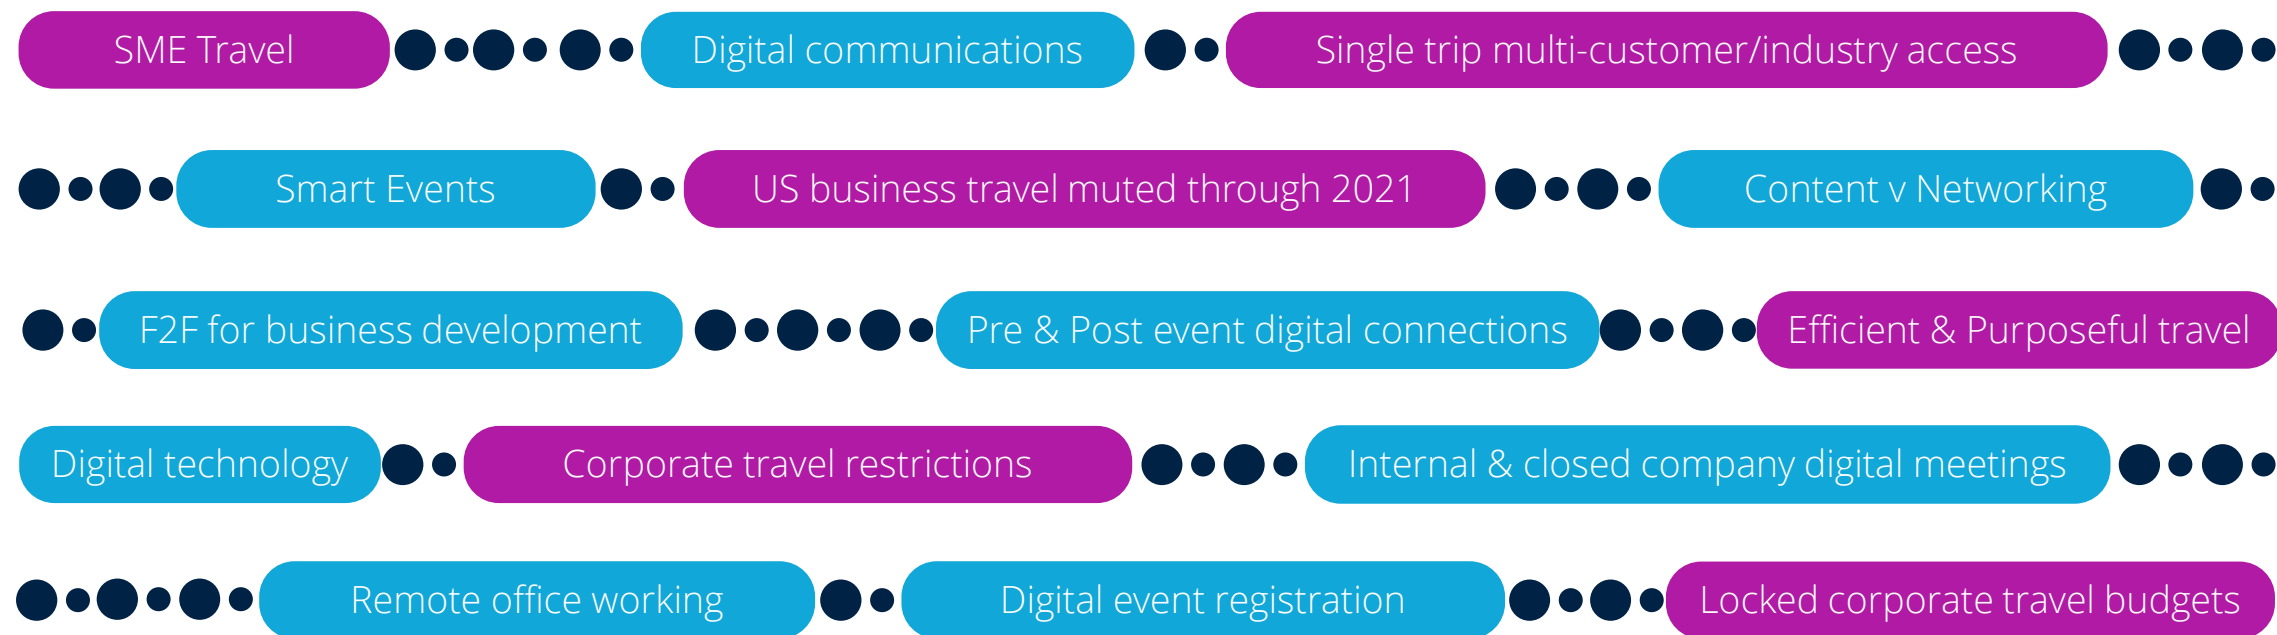 SME Travel
Digital communications
Single trip multi-customer/industry access
Smart Events
US business travel muted through 2021
Content v Networking
F2F for business development
Pre & Post event digital connections
Efficient & Purposeful travel
Digital technology
Corporate travel restrictions
Internal & closed company digital meetings
Remote office working
Digital event registration
Locked corporate travel budgets